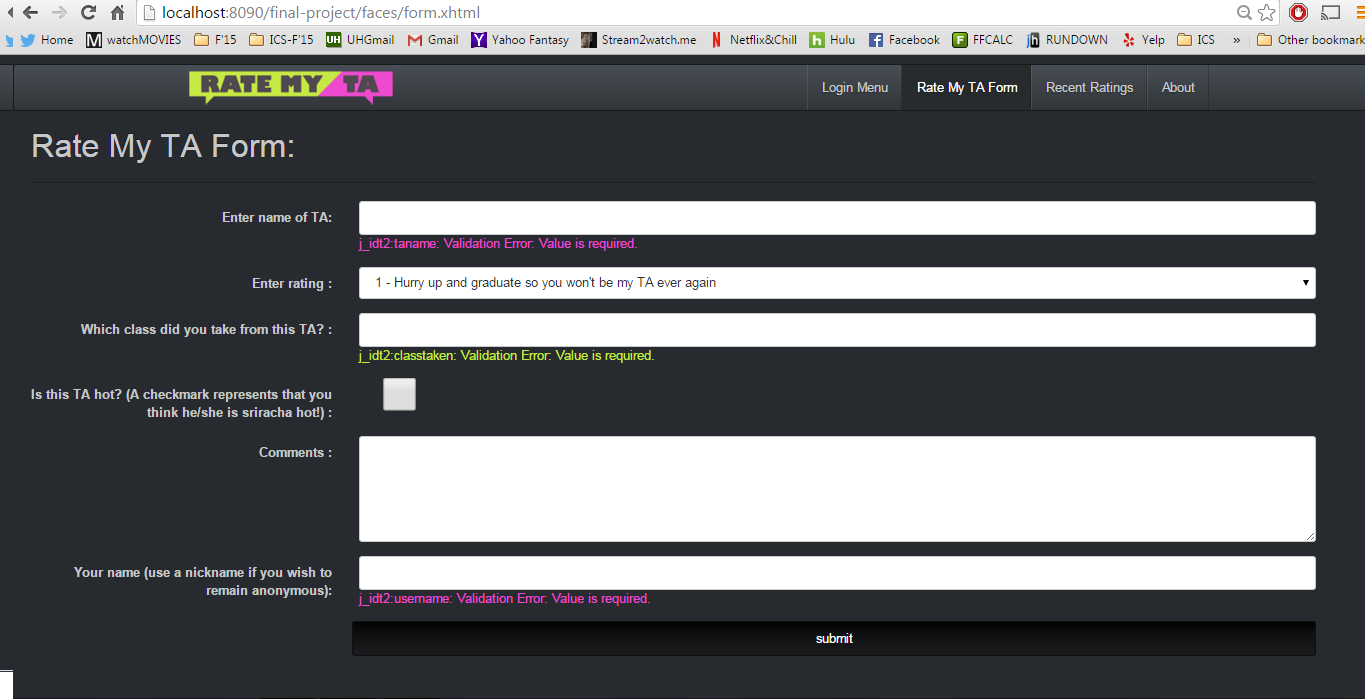 localhost:8090/final-project/faces/form.xhtml
Home watchMOVIES F'15 ICS-F'15 UHGmail Gmail Yahoo Fantasy Stream2watch.me Netflix&Chill Hulu Facebook FFCALC RUNDOWN Yelp ICS » Other bookmark
RATE MY TA Login Menu Rate My TA Form Recent Ratings About
Rate My TA Form:
Enter name of TA:
j_idt2:taname: Validation Error: Value is required.
Enter rating : 1 - Hurry up and graduate so you won't be my TA ever again
Which class did you take from this TA? :
j_idt2:classtaken: Validation Error: Value is required.
Is this TA hot? (A checkmark represents that you
think he/she is sriracha hot!) :
Comments :
Your name (use a nickname if you wish to
remain anonymous):
j_idt2:username: Validation Error: Value is required.
submit